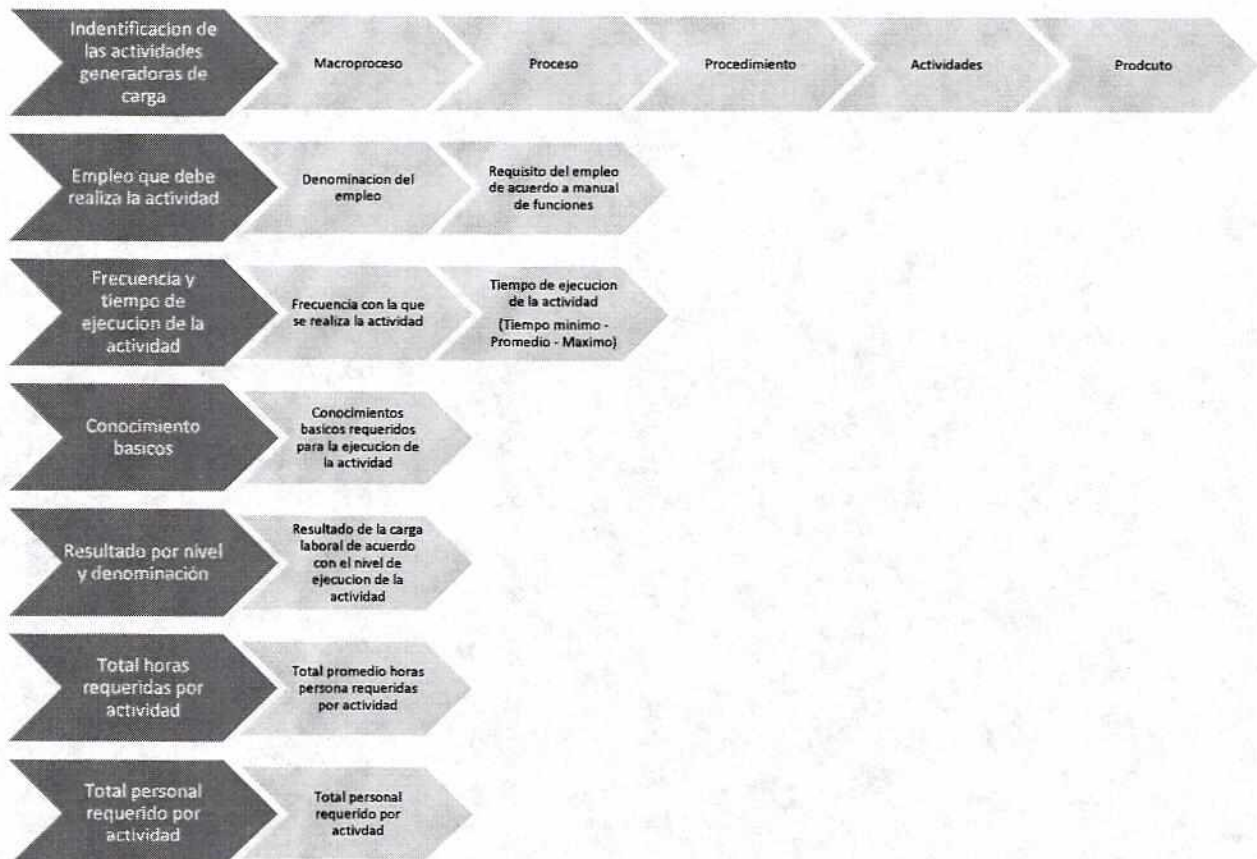 Indentificacion de
las actividades
generadoras de
carga
Macroproceso
Proceso
Procedimiento
Actividades
Prodcuto
Empleo que debe
realiza la actividad
Denominacion del
empleo
Requisito del empleo
de acuerdo a manual
de funciones
Frecuencia y
tiempo de
ejecucion de la
actividad
Frecuencia con la que
se realiza la actividad
Tiempo de ejecucion
de la actividad
(Tiempo minimo -
Promedio - Maximo)
Conocimiento
basicos
Conocimientos
basicos requeridos
para la ejecucion de
la actividad
Resultado por nivel
y denominación
Resultado de la carga
laboral de acuerdo
con el nivel de
ejecucion de la
actividad
Total horas
requeridas por
actividad
Total promedio horas
persona requeridas
por actividad
Total personal
requerido por
actividad
Total personal
requerido por
activdad